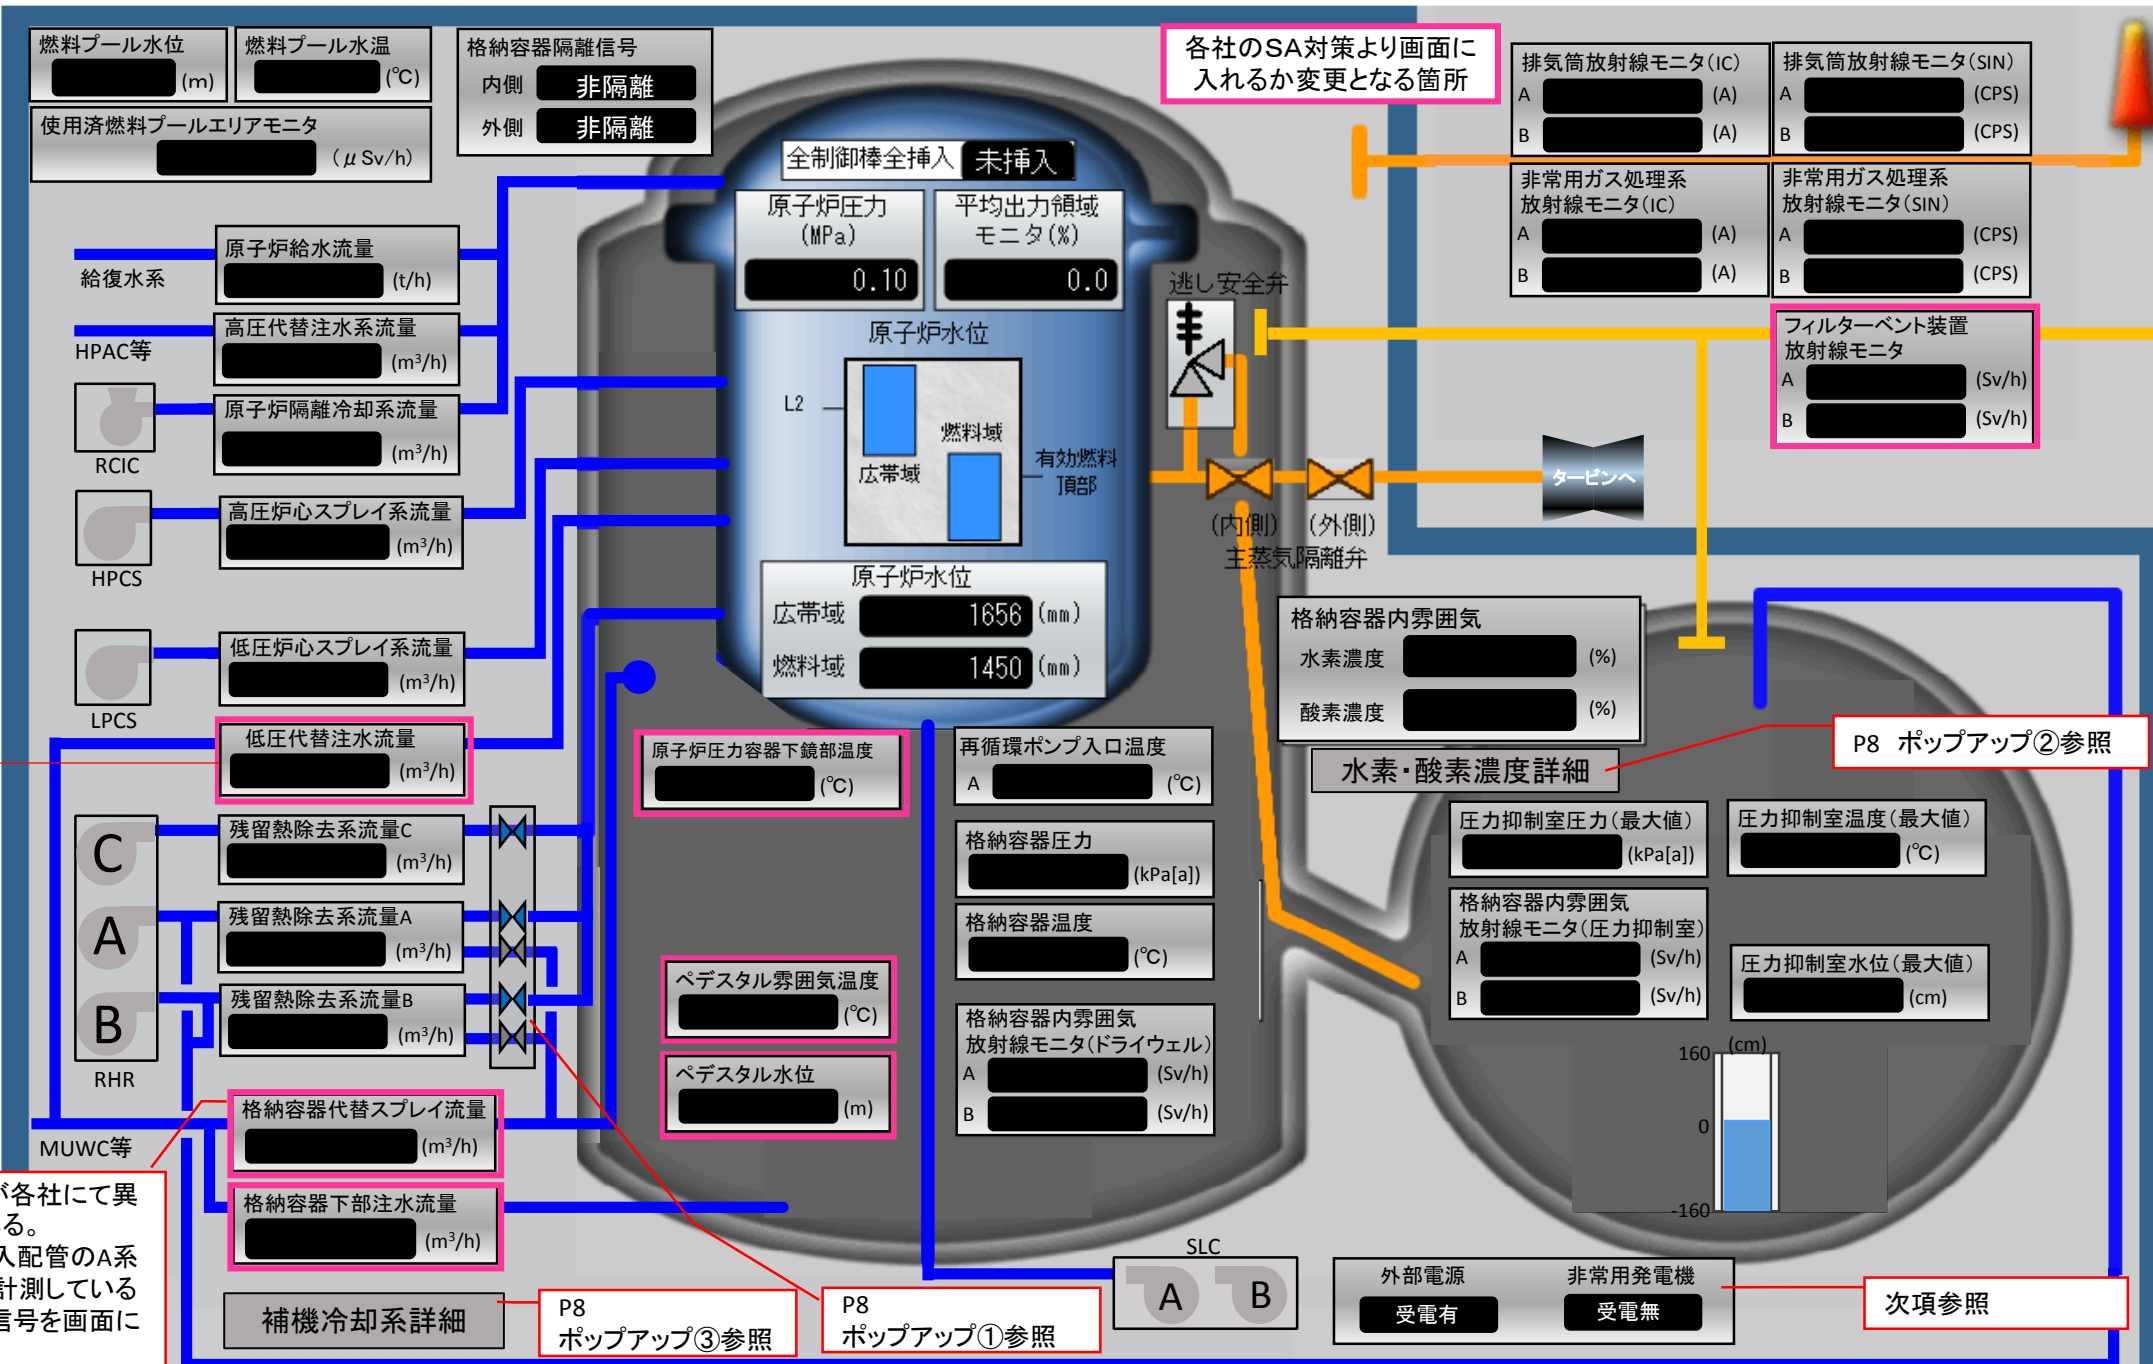 燃料プール水位
(m)
燃料プール水温
(℃)
使用済燃料プールエリアモニタ
(μSv/h)
格納容器隔離信号
内側 非隔離
外側 非隔離
各社のSA対策より画面に
入れるか変更となる箇所
排気筒放射線モニタ(IC)
A (A)
B (A)
排気筒放射線モニタ(SIN)
A (CPS)
B (CPS)
非常用ガス処理系
放射線モニタ(IC)
A (A)
B (A)
非常用ガス処理系
放射線モニタ(SIN)
A (CPS)
B (CPS)
フィルターベント装置
放射線モニタ
A (Sv/h)
B (Sv/h)
全制御棒全挿入 未挿入
原子炉圧力
(MPa)
0.10
平均出力領域
モニタ(%)
0.0
原子炉水位
L2
広帯域
燃料域
有効燃料
頂部
原子炉水位
広帯域 1656 (mm)
燃料域 1450 (mm)
逃し安全弁
(内側) (外側)
主蒸気隔離弁
タービンへ
給復水系
原子炉給水流量
(t/h)
HPAC等
高圧代替注水系流量
(m³/h)
RCIC
原子炉隔離冷却系流量
(m³/h)
HPCS
高圧炉心スプレイ系流量
(m³/h)
LPCS
低圧炉心スプレイ系流量
(m³/h)
低圧代替注水流量
(m³/h)
C
A
B
RHR
残留熱除去系流量C
(m³/h)
残留熱除去系流量A
(m³/h)
残留熱除去系流量B
(m³/h)
MUWC等
格納容器代替スプレイ流量
(m³/h)
格納容器下部注水流量
(m³/h)
が各社にて異
る。
入配管のA系
計測している
信号を画面に
補機冷却系詳細
P8
ポップアップ③参照
P8
ポップアップ①参照
原子炉圧力容器下鏡部温度
(℃)
ペデスタル雰囲気温度
(℃)
ペデスタル水位
(m)
再循環ポンプ入口温度
A (℃)
格納容器圧力
(kPa[a])
格納容器温度
(℃)
格納容器内雰囲気
放射線モニタ(ドライウェル)
A (Sv/h)
B (Sv/h)
格納容器内雰囲気
水素濃度 (%)
酸素濃度 (%)
水素・酸素濃度詳細
P8 ポップアップ②参照
圧力抑制室圧力(最大値)
(kPa[a])
圧力抑制室温度(最大値)
(℃)
格納容器内雰囲気
放射線モニタ(圧力抑制室)
A (Sv/h)
B (Sv/h)
圧力抑制室水位(最大値)
(cm)
(cm)
160
0
-160
SLC
A B
外部電源 非常用発電機
受電有 受電無
次項参照